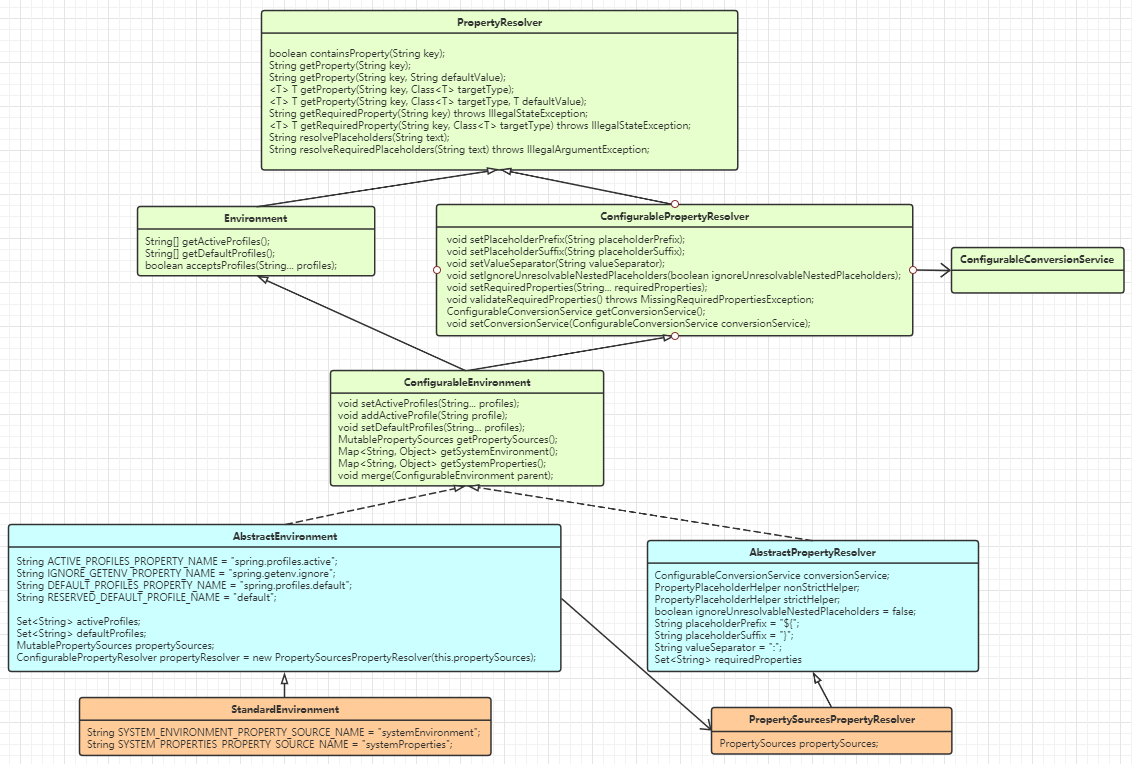 PropertyResolver
boolean containsProperty(String key);
String getProperty(String key);
String getProperty(String key, String defaultValue);
<T> T getProperty(String key, Class<T> targetType);
<T> T getProperty(String key, Class<T> targetType, T defaultValue);
String getRequiredProperty(String key) throws IllegalStateException;
<T> T getRequiredProperty(String key, Class<T> targetType) throws IllegalStateException;
String resolvePlaceholders(String text);
String resolveRequiredPlaceholders(String text) throws IllegalArgumentException;
Environment
String[] getActiveProfiles();
String[] getDefaultProfiles();
boolean acceptsProfiles(String... profiles);
ConfigurablePropertyResolver
void setPlaceholderPrefix(String placeholderPrefix);
void setPlaceholderSuffix(String placeholderSuffix);
void setValueSeparator(String valueSeparator);
void setIgnoreUnresolvableNestedPlaceholders(boolean ignoreUnresolvableNestedPlaceholders);
void setRequiredProperties(String... requiredProperties);
void validateRequiredProperties() throws MissingRequiredPropertiesException;
ConfigurableConversionService getConversionService();
void setConversionService(ConfigurableConversionService conversionService);
ConfigurableConversionService
ConfigurableEnvironment
void setActiveProfiles(String... profiles);
void addActiveProfile(String profile);
void setDefaultProfiles(String... profiles);
MutablePropertySources getPropertySources();
Map<String, Object> getSystemEnvironment();
Map<String, Object> getSystemProperties();
void merge(ConfigurableEnvironment parent);
AbstractEnvironment
String ACTIVE_PROFILES_PROPERTY_NAME = "spring.profiles.active";
String IGNORE_GETENV_PROPERTY_NAME = "spring.getenv.ignore";
String DEFAULT_PROFILES_PROPERTY_NAME = "spring.profiles.default";
String RESERVED_DEFAULT_PROFILE_NAME = "default";
Set<String> activeProfiles;
Set<String> defaultProfiles;
MutablePropertySources propertySources;
ConfigurablePropertyResolver propertyResolver = new PropertySourcesPropertyResolver(this.propertySources);
AbstractPropertyResolver
ConfigurableConversionService conversionService;
PropertyPlaceholderHelper nonStrictHelper;
PropertyPlaceholderHelper strictHelper;
boolean ignoreUnresolvableNestedPlaceholders = false;
String placeholderPrefix = "${";
String placeholderSuffix = "}";
String valueSeparator = ":";
Set<String> requiredProperties
StandardEnvironment
String SYSTEM_ENVIRONMENT_PROPERTY_SOURCE_NAME = "systemEnvironment";
String SYSTEM_PROPERTIES_PROPERTY_SOURCE_NAME = "systemProperties";
PropertySourcesPropertyResolver
PropertySources propertySources;